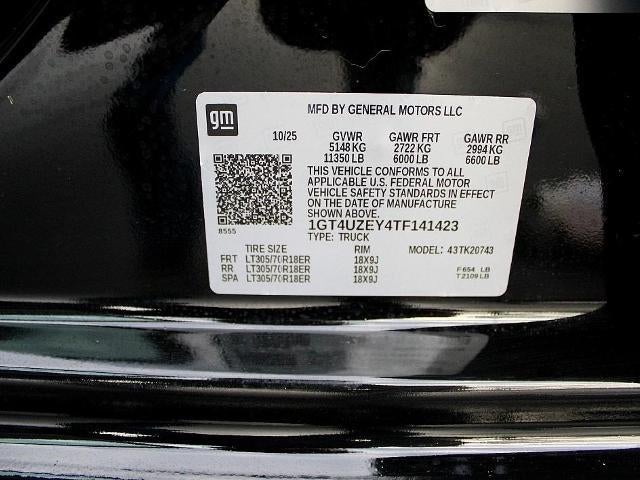 gm
MFD BY GENERAL MOTORS LLC
10/25 GVWR GAWR FRT GAWR RR
5148 KG 2722 KG 2994 KG
11350 LB 6000 LB 6600 LB
THIS VEHICLE CONFORMS TO ALL
APPLICABLE U.S. FEDERAL MOTOR
VEHICLE SAFETY STANDARDS IN EFFECT
ON THE DATE OF MANUFACTURE
SHOWN ABOVE.
8555
1GT4UZEY4TF141423
TYPE: TRUCK
TIRE SIZE RIM MODEL: 43TK20743
FRT LT305/70R18ER 18X9J
RR LT305/70R18ER 18X9J F 654 LB
SPA LT305/70R18ER 18X9J T 2109 LB